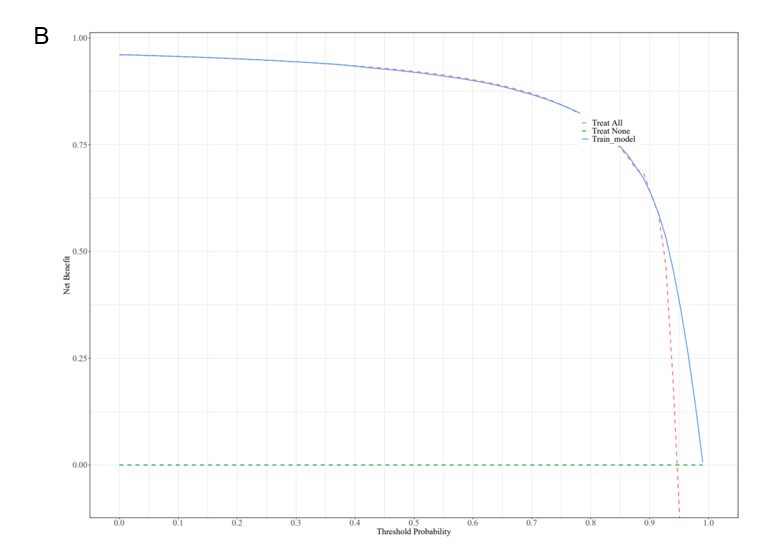 B
1.00
0.75
0.50
0.25
0.00
Net Benefit
Treat All
Treat None
Train_model
0.0 0.1 0.2 0.3 0.4 0.5 0.6 0.7 0.8 0.9 1.0
Threshold Probability